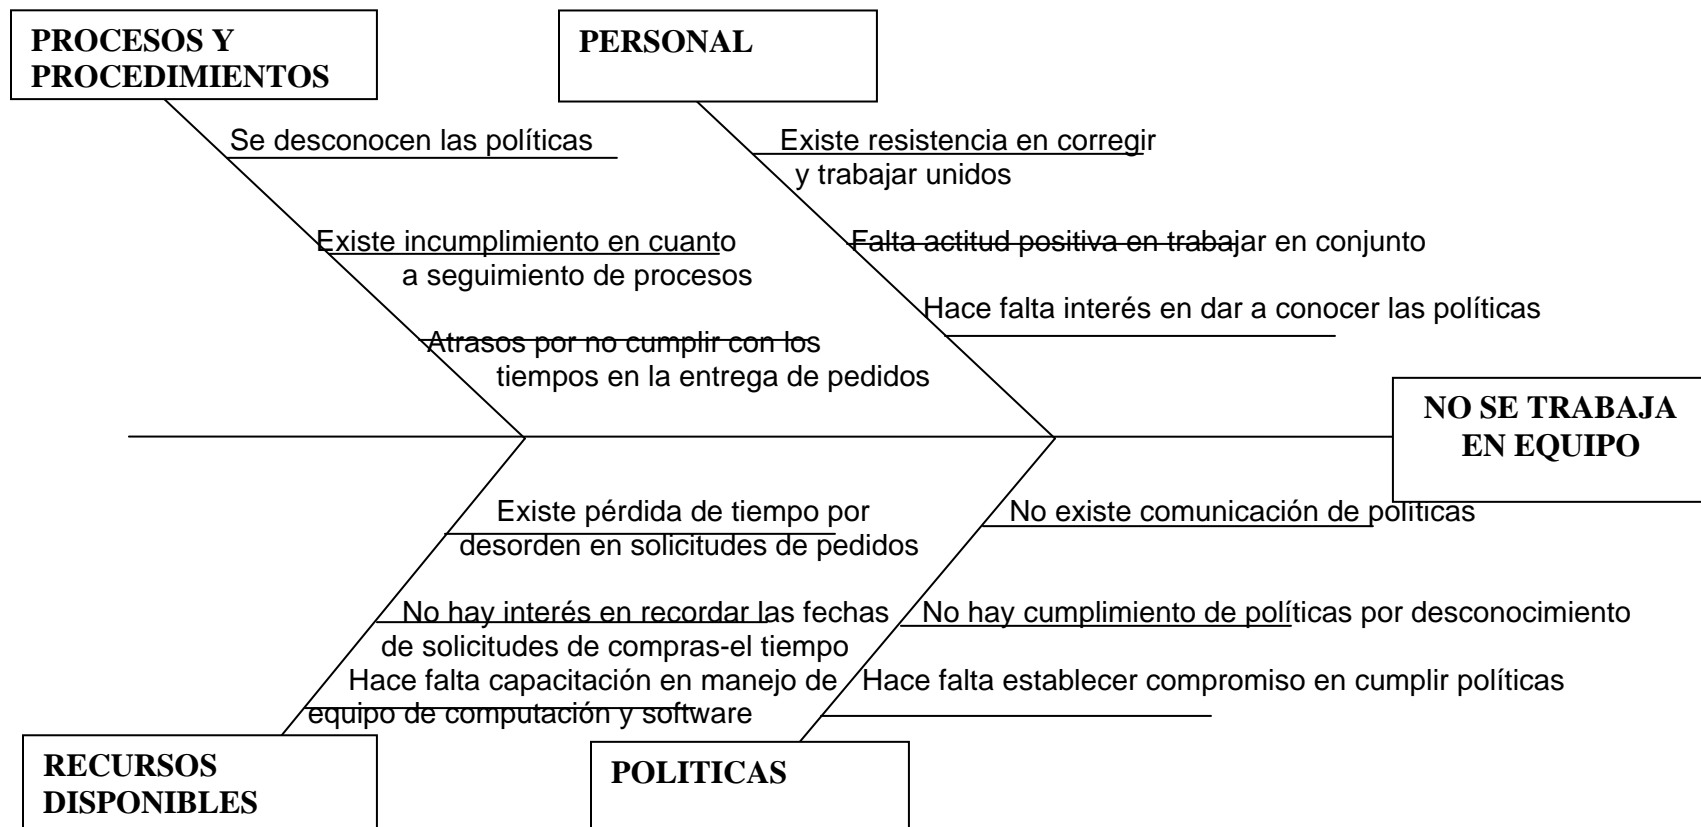 PROCESOS Y
PROCEDIMIENTOS
PERSONAL
Se desconocen las políticas
Existe incumplimiento en cuanto
a seguimiento de procesos
Atrasos por no cumplir con los
tiempos en la entrega de pedidos
Existe resistencia en corregir
y trabajar unidos
Falta actitud positiva en trabajar en conjunto
Hace falta interés en dar a conocer las políticas
NO SE TRABAJA
EN EQUIPO
Existe pérdida de tiempo por
desorden en solicitudes de pedidos
No hay interés en recordar las fechas
de solicitudes de compras-el tiempo
Hace falta capacitación en manejo de
equipo de computación y software
No existe comunicación de políticas
No hay cumplimiento de políticas por desconocimiento
Hace falta establecer compromiso en cumplir políticas
RECURSOS
DISPONIBLES
POLITICAS